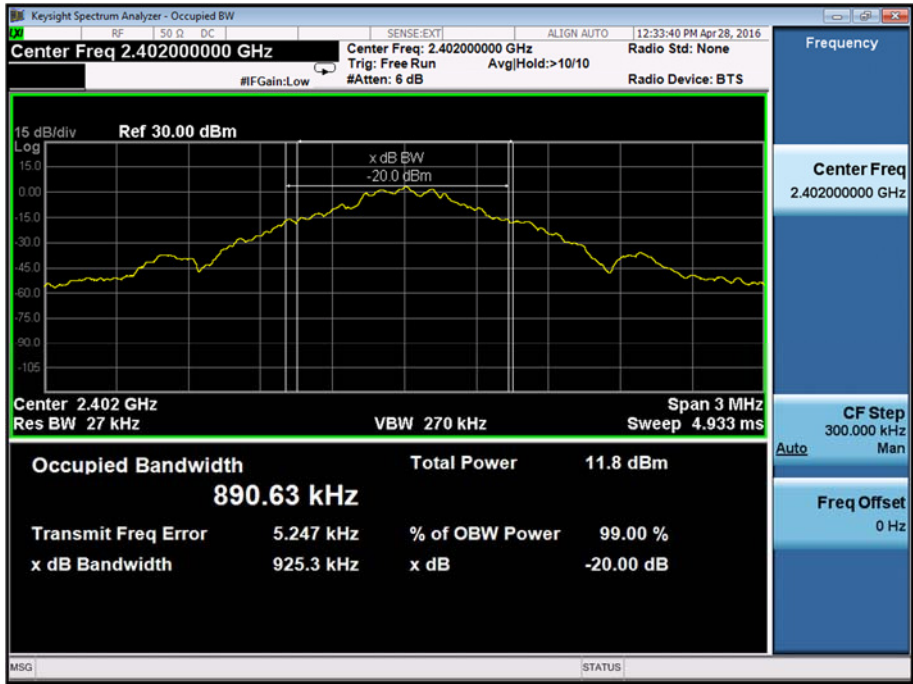 Keysight Spectrum Analyzer - Occupied BW
LXI RF 50 Ω DC SENSE:EXT ALIGN AUTO 12:33:40 PM Apr 28, 2016
Center Freq 2.402000000 GHz
Center Freq: 2.402000000 GHz Radio Std: None
Trig: Free Run Avg|Hold:>10/10
#IFGain:Low #Atten: 6 dB Radio Device: BTS
15 dB/div Ref 30.00 dBm
Log
15.0
0.00
-15.0
-30.0
-45.0
-60.0
-75.0
-90.0
-105
x dB BW
-20.0 dBm
Center 2.402 GHz Span 3 MHz
Res BW 27 kHz VBW 270 kHz Sweep 4.933 ms
Occupied Bandwidth Total Power 11.8 dBm
890.63 kHz
Transmit Freq Error 5.247 kHz % of OBW Power 99.00 %
x dB Bandwidth 925.3 kHz x dB -20.00 dB
MSG STATUS
Frequency
Center Freq
2.402000000 GHz
CF Step
300.000 kHz
Auto Man
Freq Offset
0 Hz